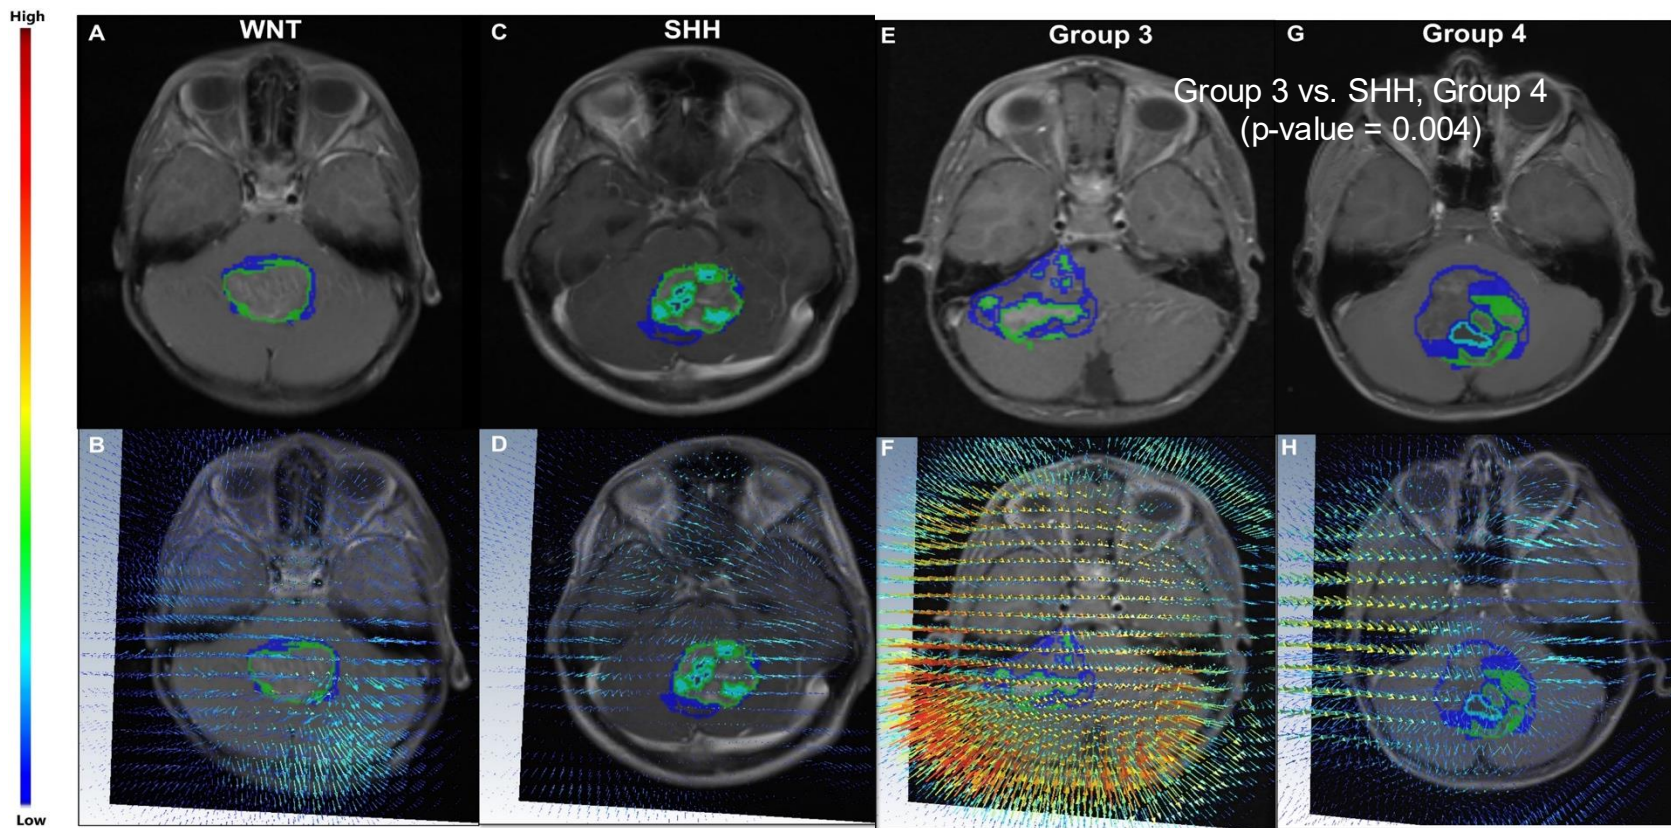 High
A
WNT
C
SHH
E
Group 3
G
Group 4
Group 3 vs. SHH, Group 4
(p-value = 0.004)
B
D
F
H
Low